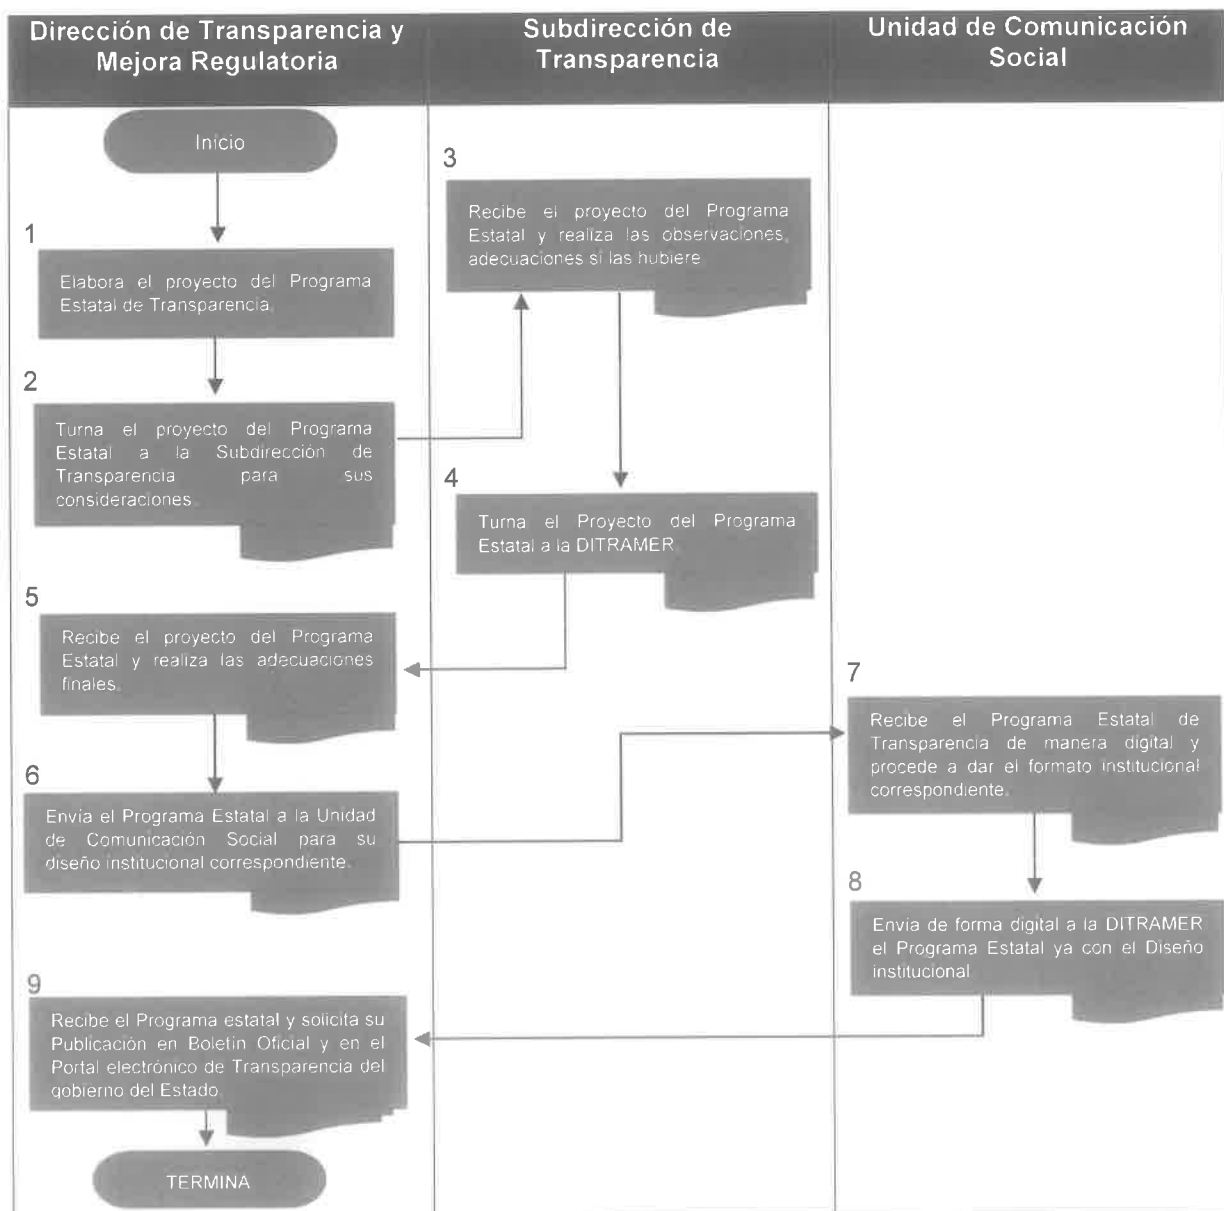 Dirección de Transparencia y
Mejora Regulatoria
Subdirección de
Transparencia
Unidad de Comunicación
Social
Inicio
1
Elabora el proyecto del Programa
Estatal de Transparencia.
2
Turna el proyecto del Programa
Estatal a la Subdirección de
Transparencia para sus
consideraciones.
3
Recibe el proyecto del Programa
Estatal y realiza las observaciones,
adecuaciones si las hubiere.
4
Turna el Proyecto del Programa
Estatal a la DITRAMER
5
Recibe el proyecto del Programa
Estatal y realiza las adecuaciones
finales.
6
Envía el Programa Estatal a la Unidad
de Comunicación Social para su
diseño institucional correspondiente.
7
Recibe el Programa Estatal de
Transparencia de manera digital y
procede a dar el formato institucional
correspondiente.
8
Envía de forma digital a la DITRAMER
el Programa Estatal ya con el Diseño
institucional
9
Recibe el Programa estatal y solicita su
Publicación en Boletín Oficial y en el
Portal electrónico de Transparencia del
gobierno del Estado.
TERMINA